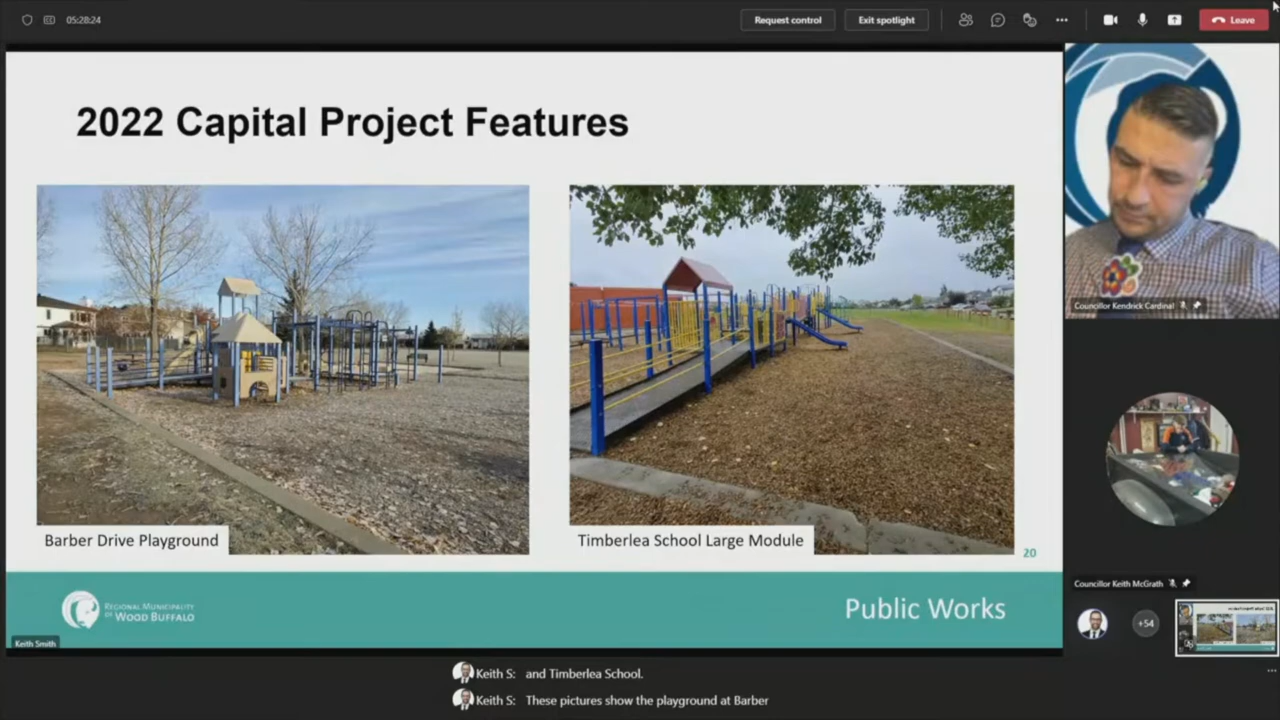 05:28:24
Request control
Exit spotlight
Leave
2022 Capital Project Features
Barber Drive Playground
Timberlea School Large Module
20
REGIONAL MUNICIPALITY
OF WOOD BUFFALO
Public Works
Keith Smith
Councillor Kendrick Cardinal
Councillor Keith McGrath
+54
Keith S: and Timberlea School.
Keith S: These pictures show the playground at Barber